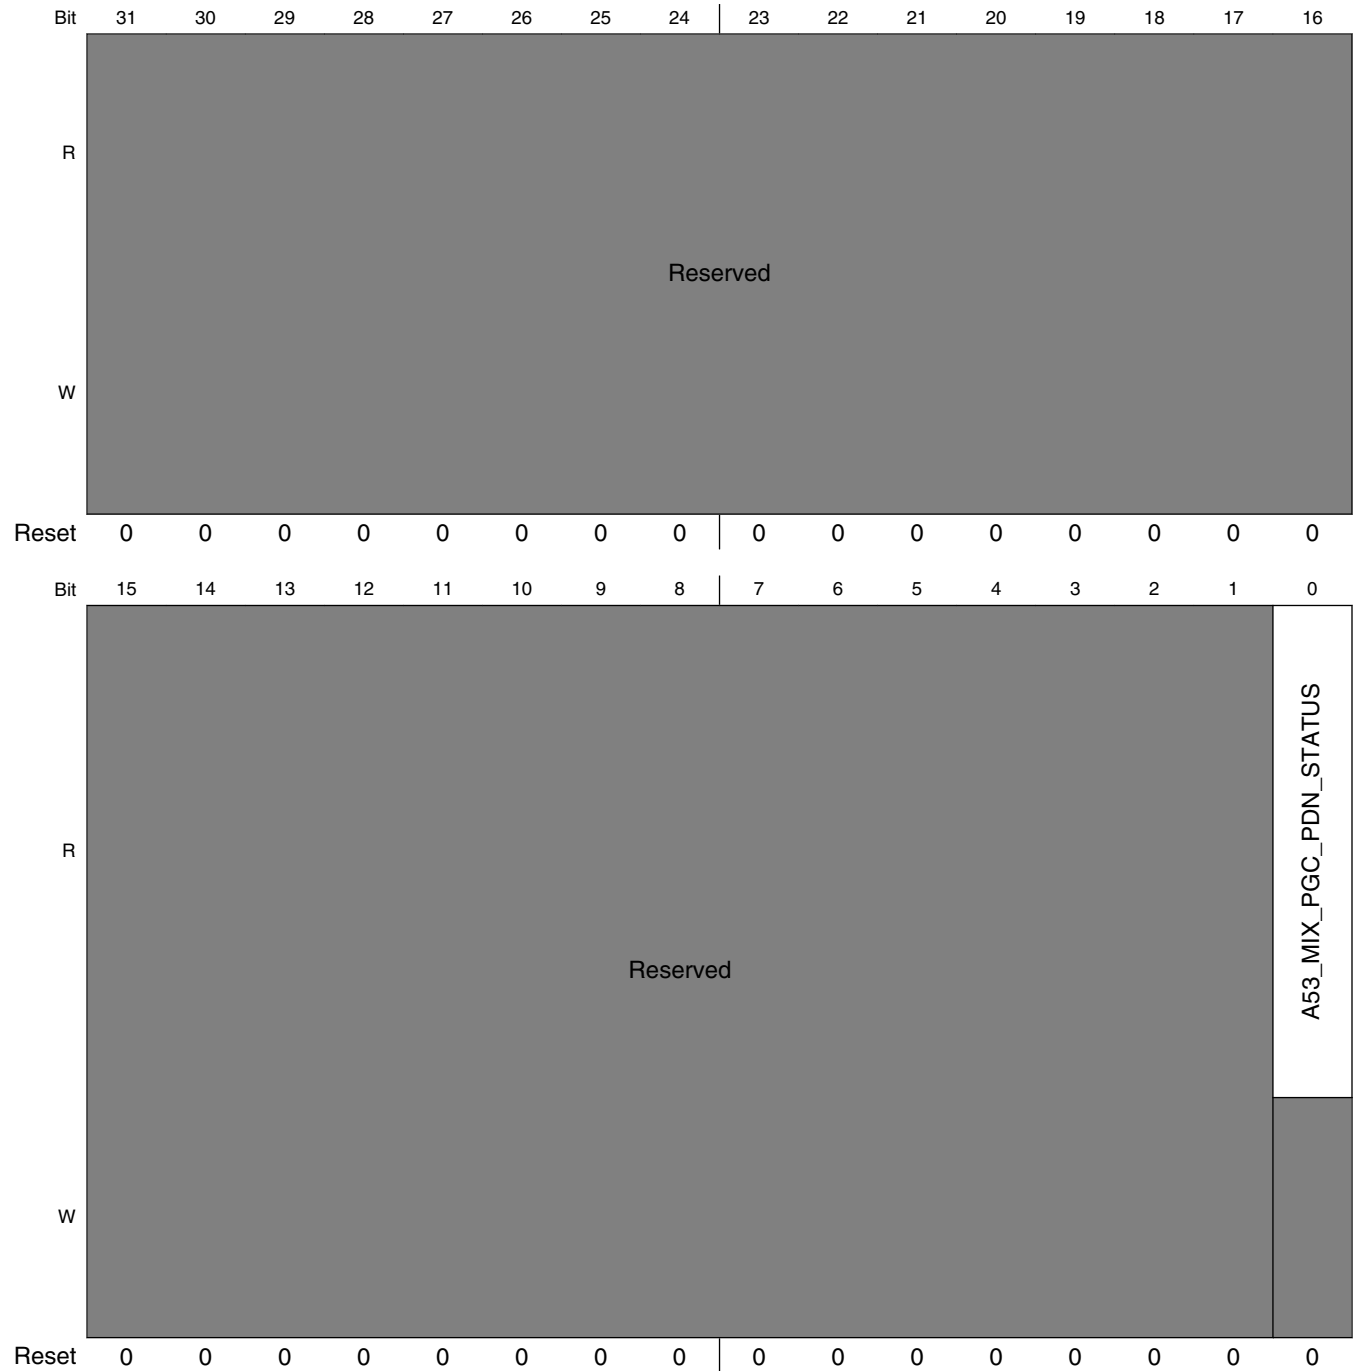 Bit 31 30 29 28 27 26 25 24 23 22 21 20 19 18 17 16
R
Reserved
W
Reset 0 0 0 0 0 0 0 0 0 0 0 0 0 0 0 0
Bit 15 14 13 12 11 10 9 8 7 6 5 4 3 2 1 0
A53_MIX_PGC_PDN_STATUS
R
Reserved
W
Reset 0 0 0 0 0 0 0 0 0 0 0 0 0 0 0 0